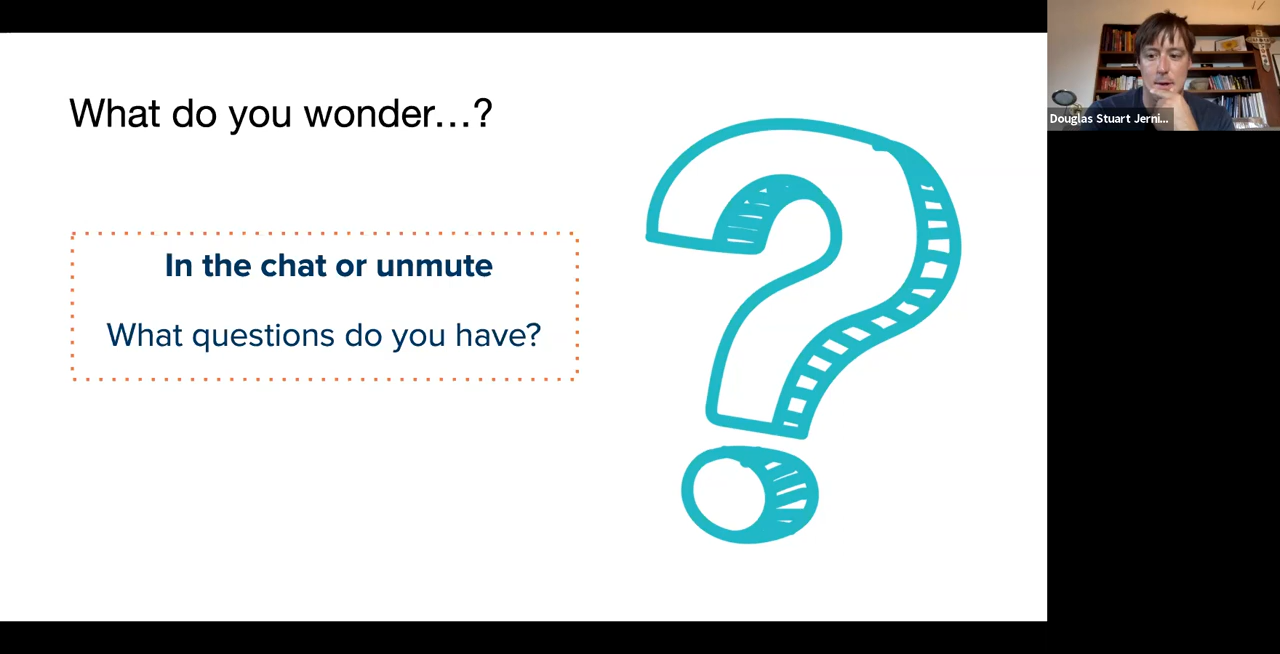 What do you wonder…?
In the chat or unmute
What questions do you have?
Douglas Stuart Jerni...